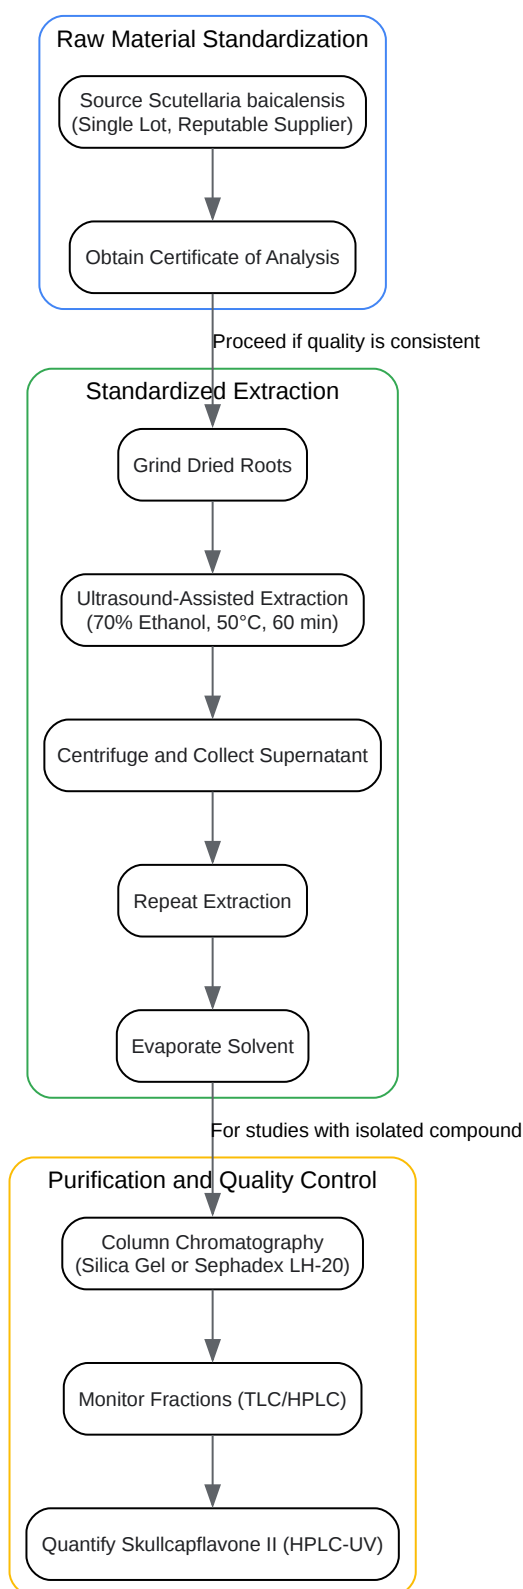 Raw Material Standardization
Source Scutellaria baicalensis
(Single Lot, Reputable Supplier)
Obtain Certificate of Analysis
Proceed if quality is consistent
Standardized Extraction
Grind Dried Roots
Ultrasound-Assisted Extraction
(70% Ethanol, 50°C, 60 min)
Centrifuge and Collect Supernatant
Repeat Extraction
Evaporate Solvent
For studies with isolated compound
Purification and Quality Control
Column Chromatography
(Silica Gel or Sephadex LH-20)
Monitor Fractions (TLC/HPLC)
Quantify Skullcapflavone II (HPLC-UV)